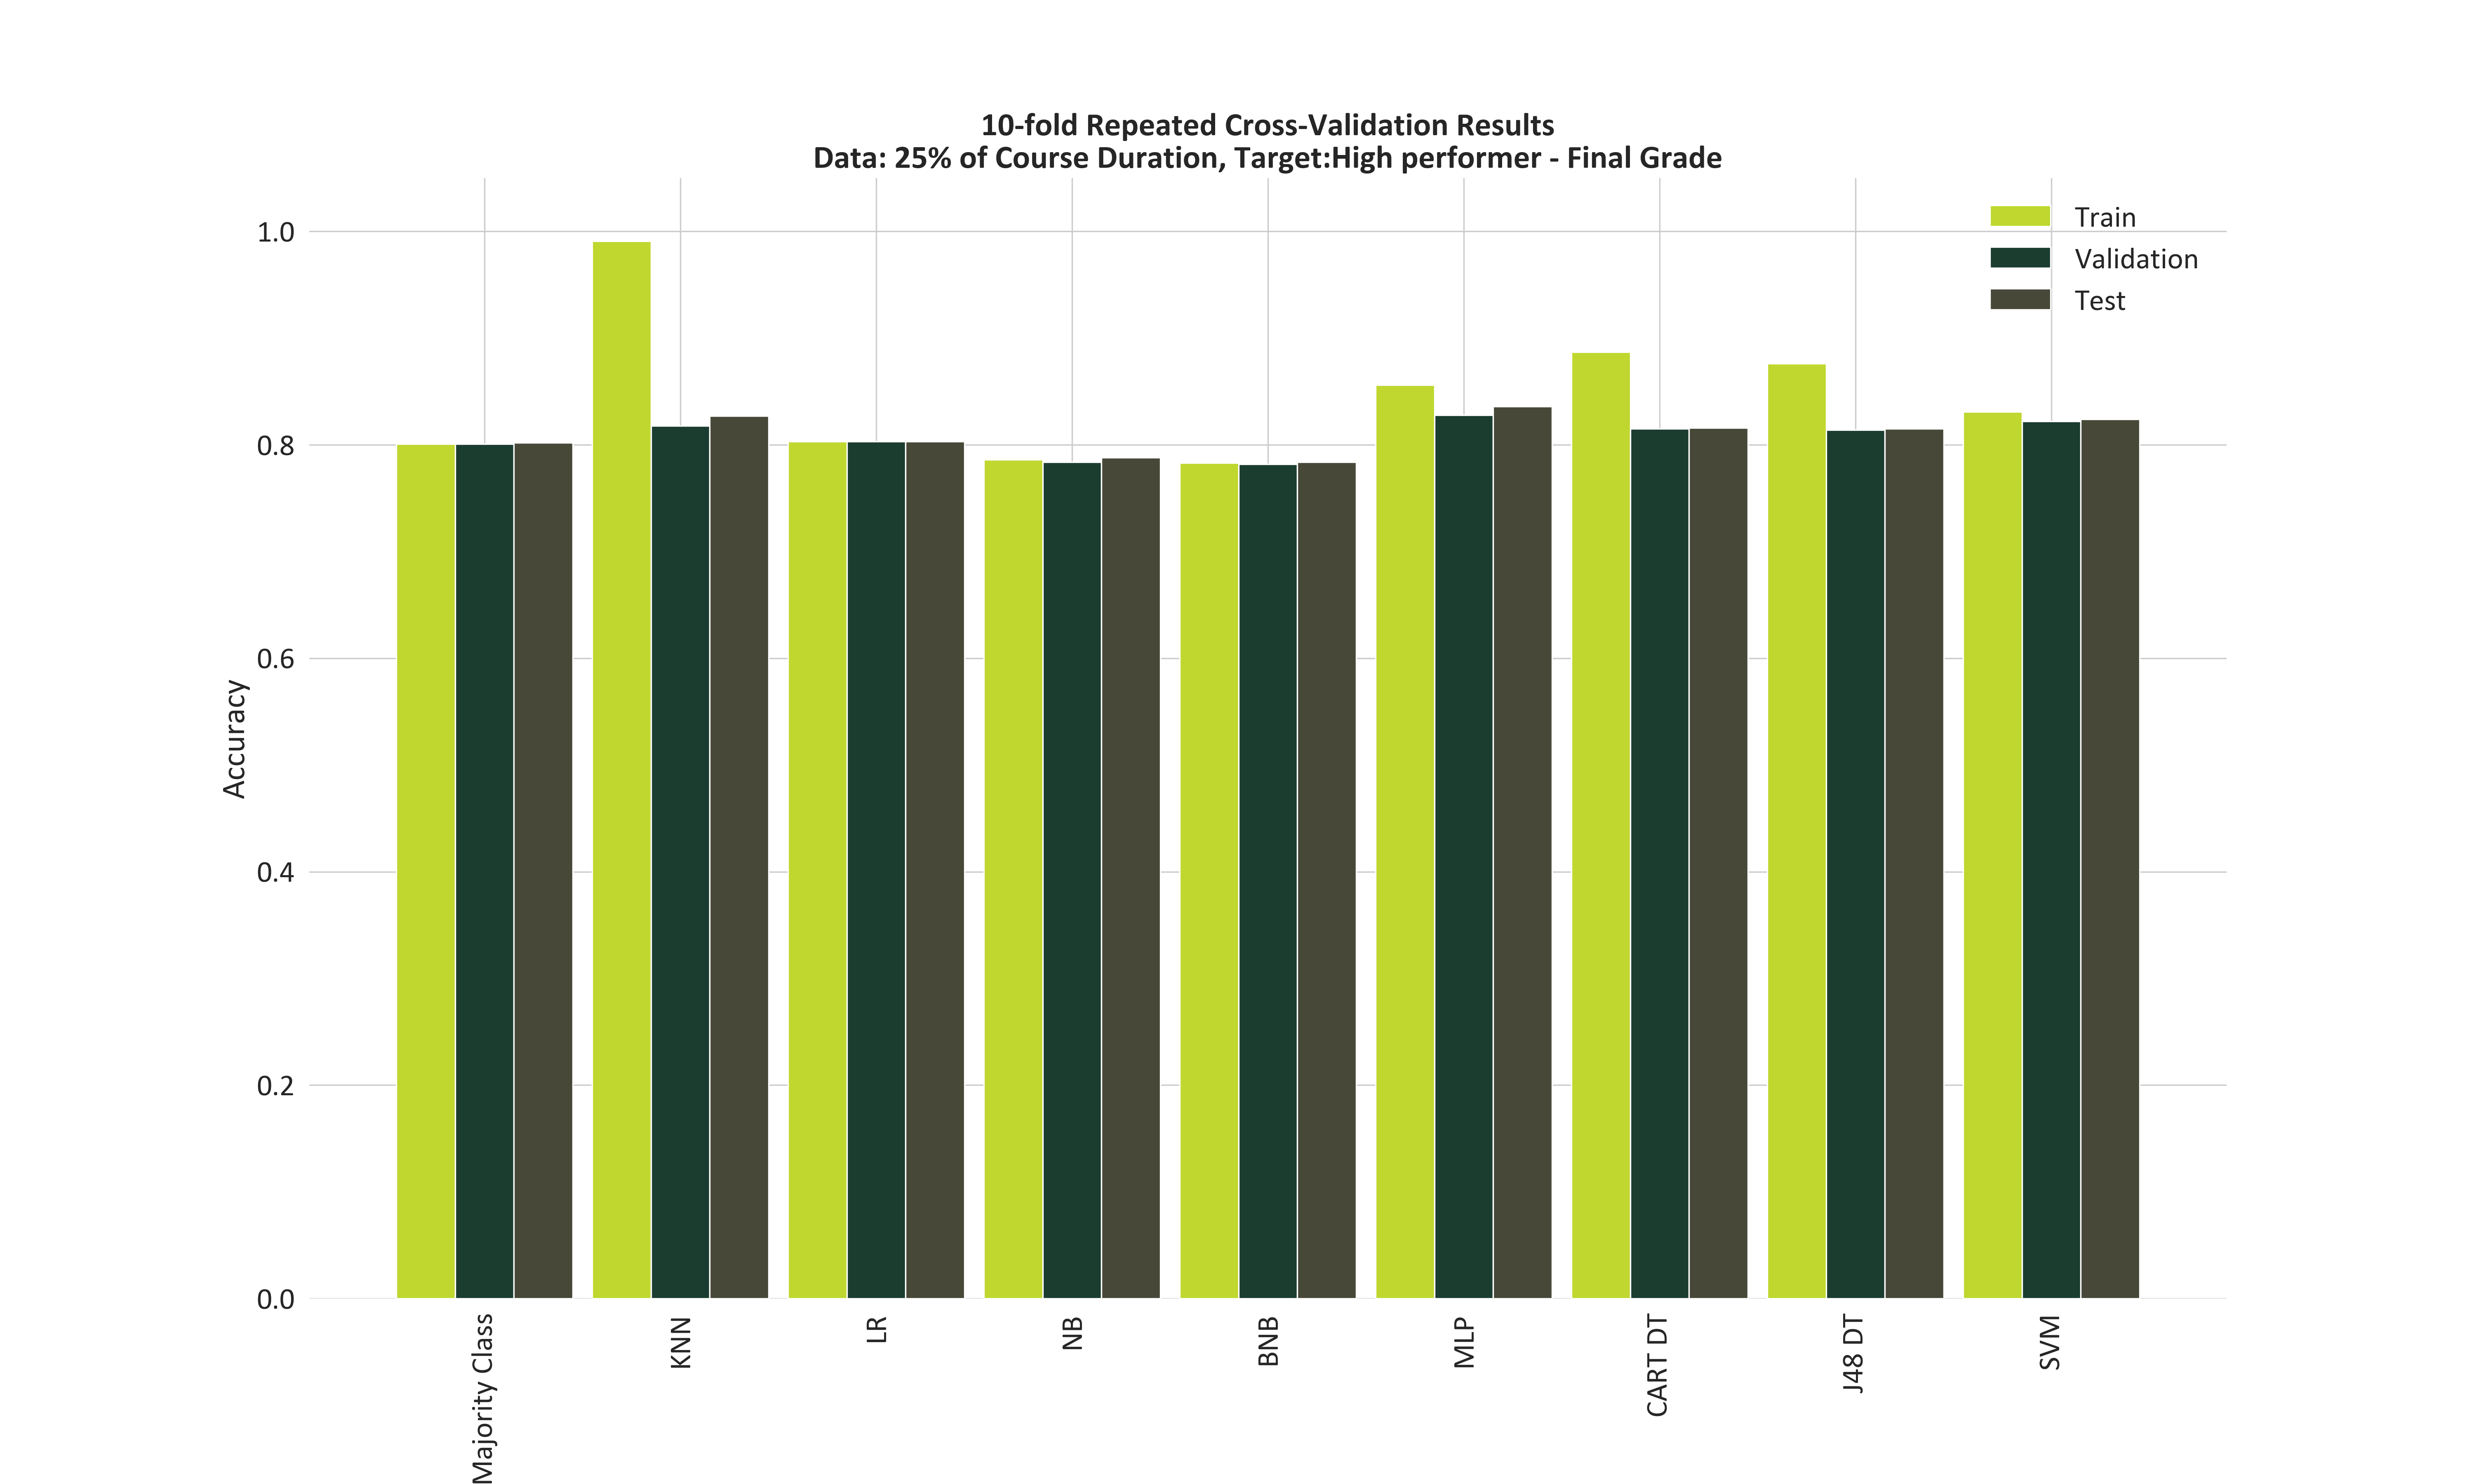 10-fold Repeated Cross-Validation Results
Data: 25% of Course Duration, Target:High performer - Final Grade
Train
Validation
Test
1.0
0.8
0.6
0.4
0.2
0.0
Accuracy
Majority Class
KNN
LR
NB
BNB
MLP
CART DT
J48 DT
SVM